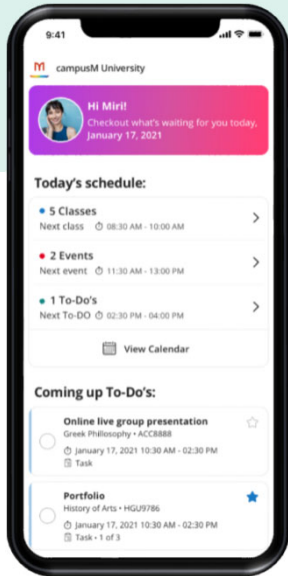 9:41
campusM University
Hi Miri!
Checkout what's waiting for you today,
January 17, 2021
Today's schedule:
5 Classes
Next class 08:30 AM - 10:00 AM
2 Events
Next event 11:30 AM - 13:00 PM
1 To-Do's
Next To-DO 02:30 PM - 04:00 PM
View Calendar
Coming up To-Do's:
Online live group presentation
Greek Philosophy • ACC8888
January 17, 2021 10:30 AM - 02:30 PM
Task
Portfolio
History of Arts • HGU9786
January 17, 2021 10:30 AM - 02:30 PM
Task • 1 of 3